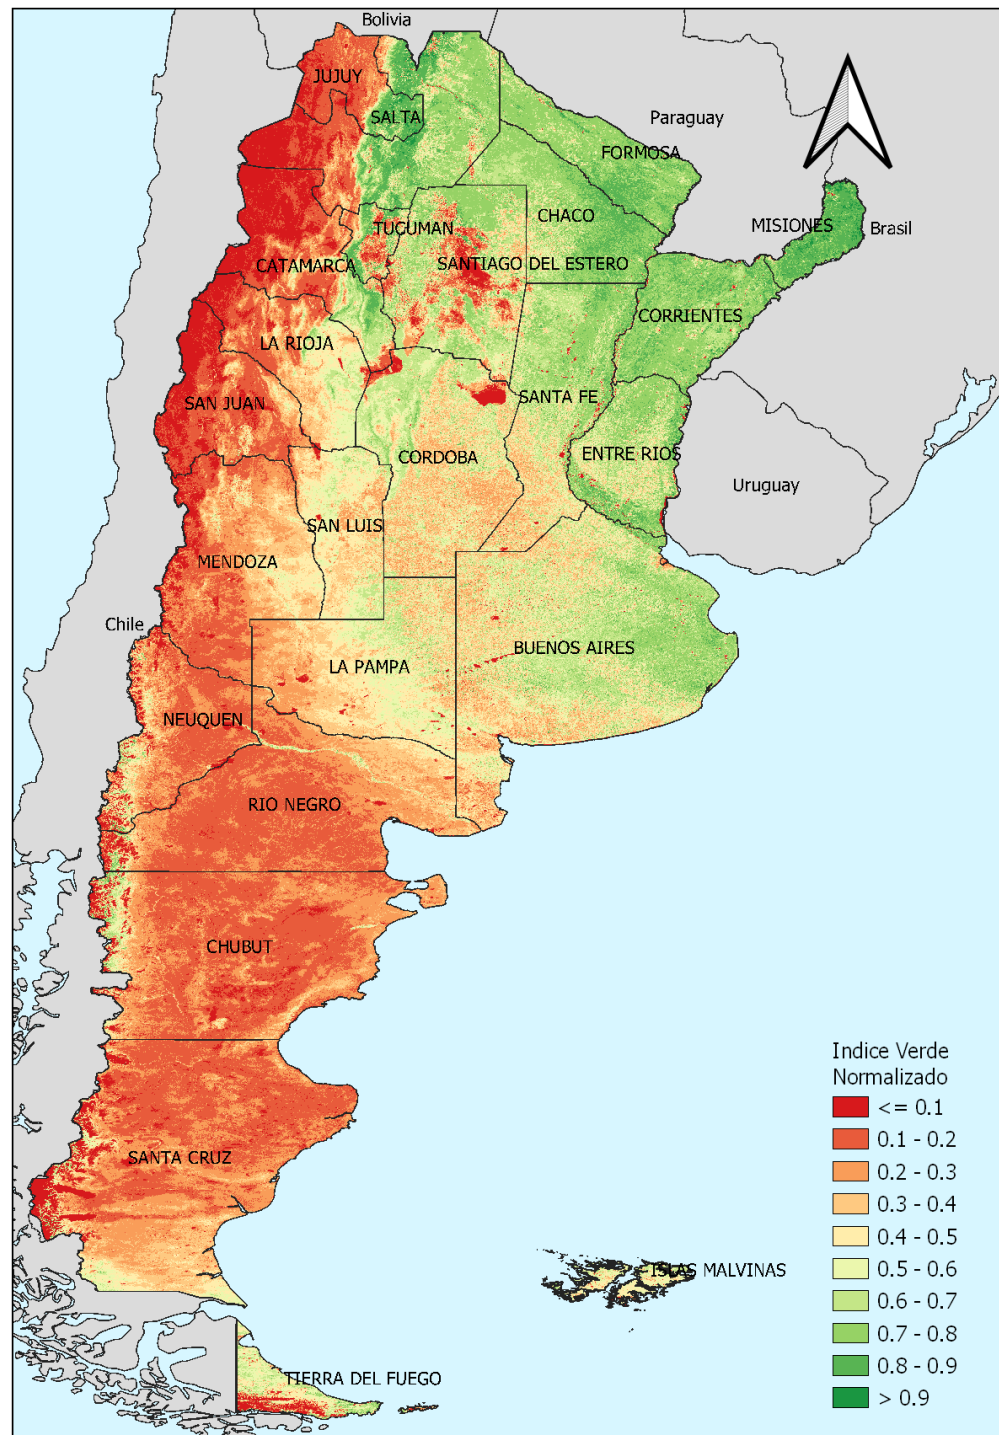 Bolivia
JUJUY
SALTA
Paraguay
FORMOSA
CHACO
MISIONES
Brasil
TUCUMAN
CATAMARCA
SANTIAGO DEL ESTERO
CORRIENTES
LA RIOJA
SAN JUAN
SANTA FE
CORDOBA
ENTRE RIOS
Uruguay
SAN LUIS
MENDOZA
Chile
BUENOS AIRES
LA PAMPA
NEUQUEN
RIO NEGRO
CHUBUT
SANTA CRUZ
ISLAS MALVINAS
TIERRA DEL FUEGO
Indice Verde
Normalizado
<= 0.1
0.1 - 0.2
0.2 - 0.3
0.3 - 0.4
0.4 - 0.5
0.5 - 0.6
0.6 - 0.7
0.7 - 0.8
0.8 - 0.9
> 0.9